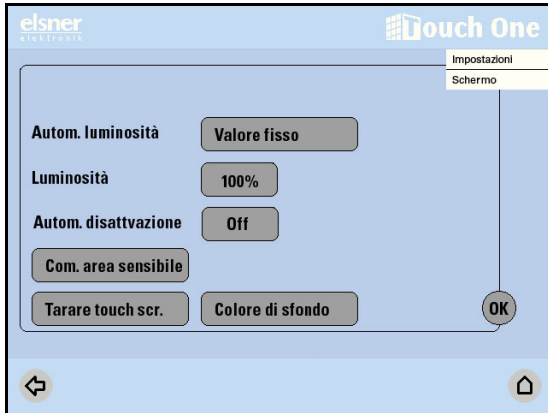 elsner
elektronik
Touch One
Impostazioni
Schermo
Autom. luminosità
Valore fisso
Luminosità
100%
Autom. disattvazione
Off
Com. area sensibile
Tarare touch scr.
Colore di sfondo
OK